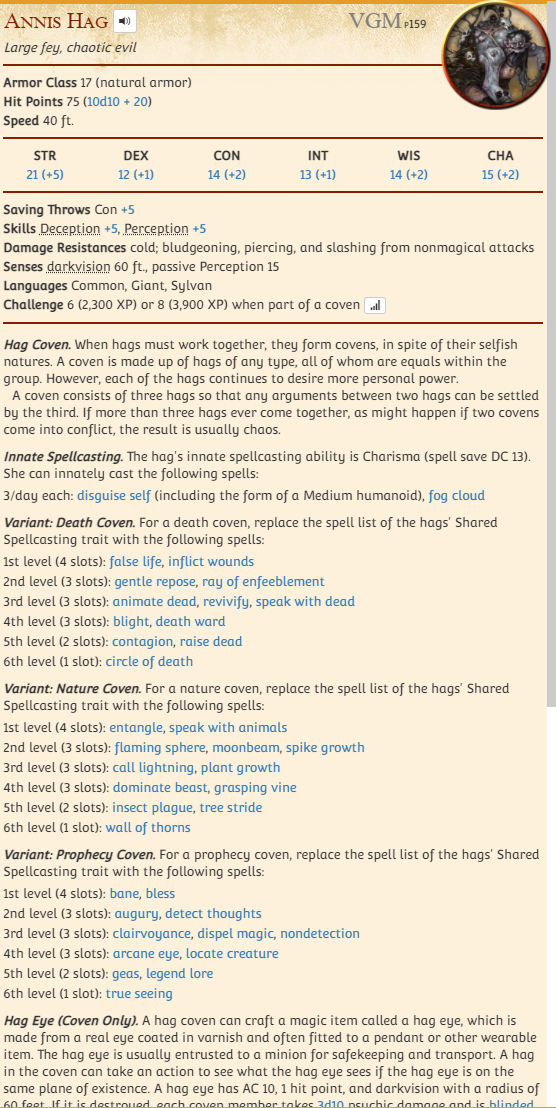 Annis Hag
VGM p159
Large fey, chaotic evil
Armor Class 17 (natural armor)
Hit Points 75 (10d10 + 20)
Speed 40 ft.
STR DEX CON INT WIS CHA
21 (+5) 12 (+1) 14 (+2) 13 (+1) 14 (+2) 15 (+2)
Saving Throws Con +5
Skills Deception +5, Perception +5
Damage Resistances cold; bludgeoning, piercing, and slashing from nonmagical attacks
Senses darkvision 60 ft., passive Perception 15
Languages Common, Giant, Sylvan
Challenge 6 (2,300 XP) or 8 (3,900 XP) when part of a coven
Hag Coven. When hags must work together, they form covens, in spite of their selfish
natures. A coven is made up of hags of any type, all of whom are equals within the
group. However, each of the hags continues to desire more personal power.
A coven consists of three hags so that any arguments between two hags can be settled
by the third. If more than three hags ever come together, as might happen if two covens
come into conflict, the result is usually chaos.
Innate Spellcasting. The hag's innate spellcasting ability is Charisma (spell save DC 13).
She can innately cast the following spells:
3/day each: disguise self (including the form of a Medium humanoid), fog cloud
Variant: Death Coven. For a death coven, replace the spell list of the hags' Shared
Spellcasting trait with the following spells:
1st level (4 slots): false life, inflict wounds
2nd level (3 slots): gentle repose, ray of enfeeblement
3rd level (3 slots): animate dead, revivify, speak with dead
4th level (3 slots): blight, death ward
5th level (2 slots): contagion, raise dead
6th level (1 slot): circle of death
Variant: Nature Coven. For a nature coven, replace the spell list of the hags' Shared
Spellcasting trait with the following spells:
1st level (4 slots): entangle, speak with animals
2nd level (3 slots): flaming sphere, moonbeam, spike growth
3rd level (3 slots): call lightning, plant growth
4th level (3 slots): dominate beast, grasping vine
5th level (2 slots): insect plague, tree stride
6th level (1 slot): wall of thorns
Variant: Prophecy Coven. For a prophecy coven, replace the spell list of the hags' Shared
Spellcasting trait with the following spells:
1st level (4 slots): bane, bless
2nd level (3 slots): augury, detect thoughts
3rd level (3 slots): clairvoyance, dispel magic, nondetection
4th level (3 slots): arcane eye, locate creature
5th level (2 slots): geas, legend lore
6th level (1 slot): true seeing
Hag Eye (Coven Only). A hag coven can craft a magic item called a hag eye, which is
made from a real eye coated in varnish and often fitted to a pendant or other wearable
item. The hag eye is usually entrusted to a minion for safekeeping and transport. A hag
in the coven can take an action to see what the hag eye sees if the hag eye is on the
same plane of existence. A hag eye has AC 10, 1 hit point, and darkvision with a radius of
60 feet. If it is destroyed, each coven member takes 3d10 psychic damage and is blinded